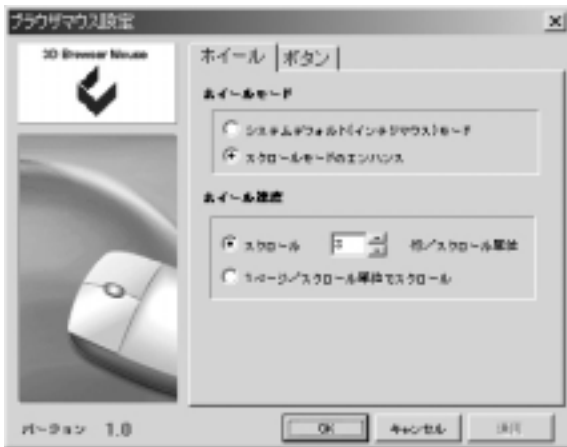 ブラウザマウス設定
3D Browser Mouse
ホイール
ボタン
ホイールモード
システムデフォルト(インテリマウス)モード
スクロールモードのエンハンス
ホイール速度
スクロール 3 行/スクロール単位
1ページ/スクロール単位でスクロール
バージョン 1.0
OK
キャンセル
適用